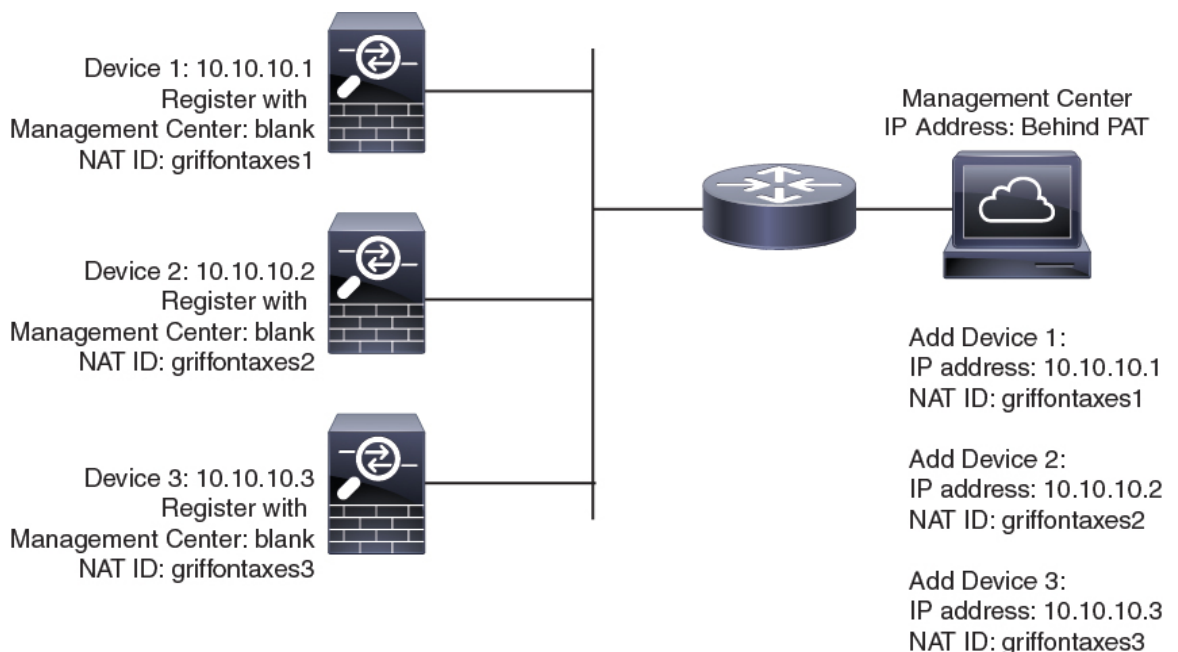 Device 1: 10.10.10.1
Register with
Management Center: blank
NAT ID: griffontaxes1
Device 2: 10.10.10.2
Register with
Management Center: blank
NAT ID: griffontaxes2
Device 3: 10.10.10.3
Register with
Management Center: blank
NAT ID: griffontaxes3
Management Center
IP Address: Behind PAT
Add Device 1:
IP address: 10.10.10.1
NAT ID: griffontaxes1
Add Device 2:
IP address: 10.10.10.2
NAT ID: griffontaxes2
Add Device 3:
IP address: 10.10.10.3
NAT ID: griffontaxes3